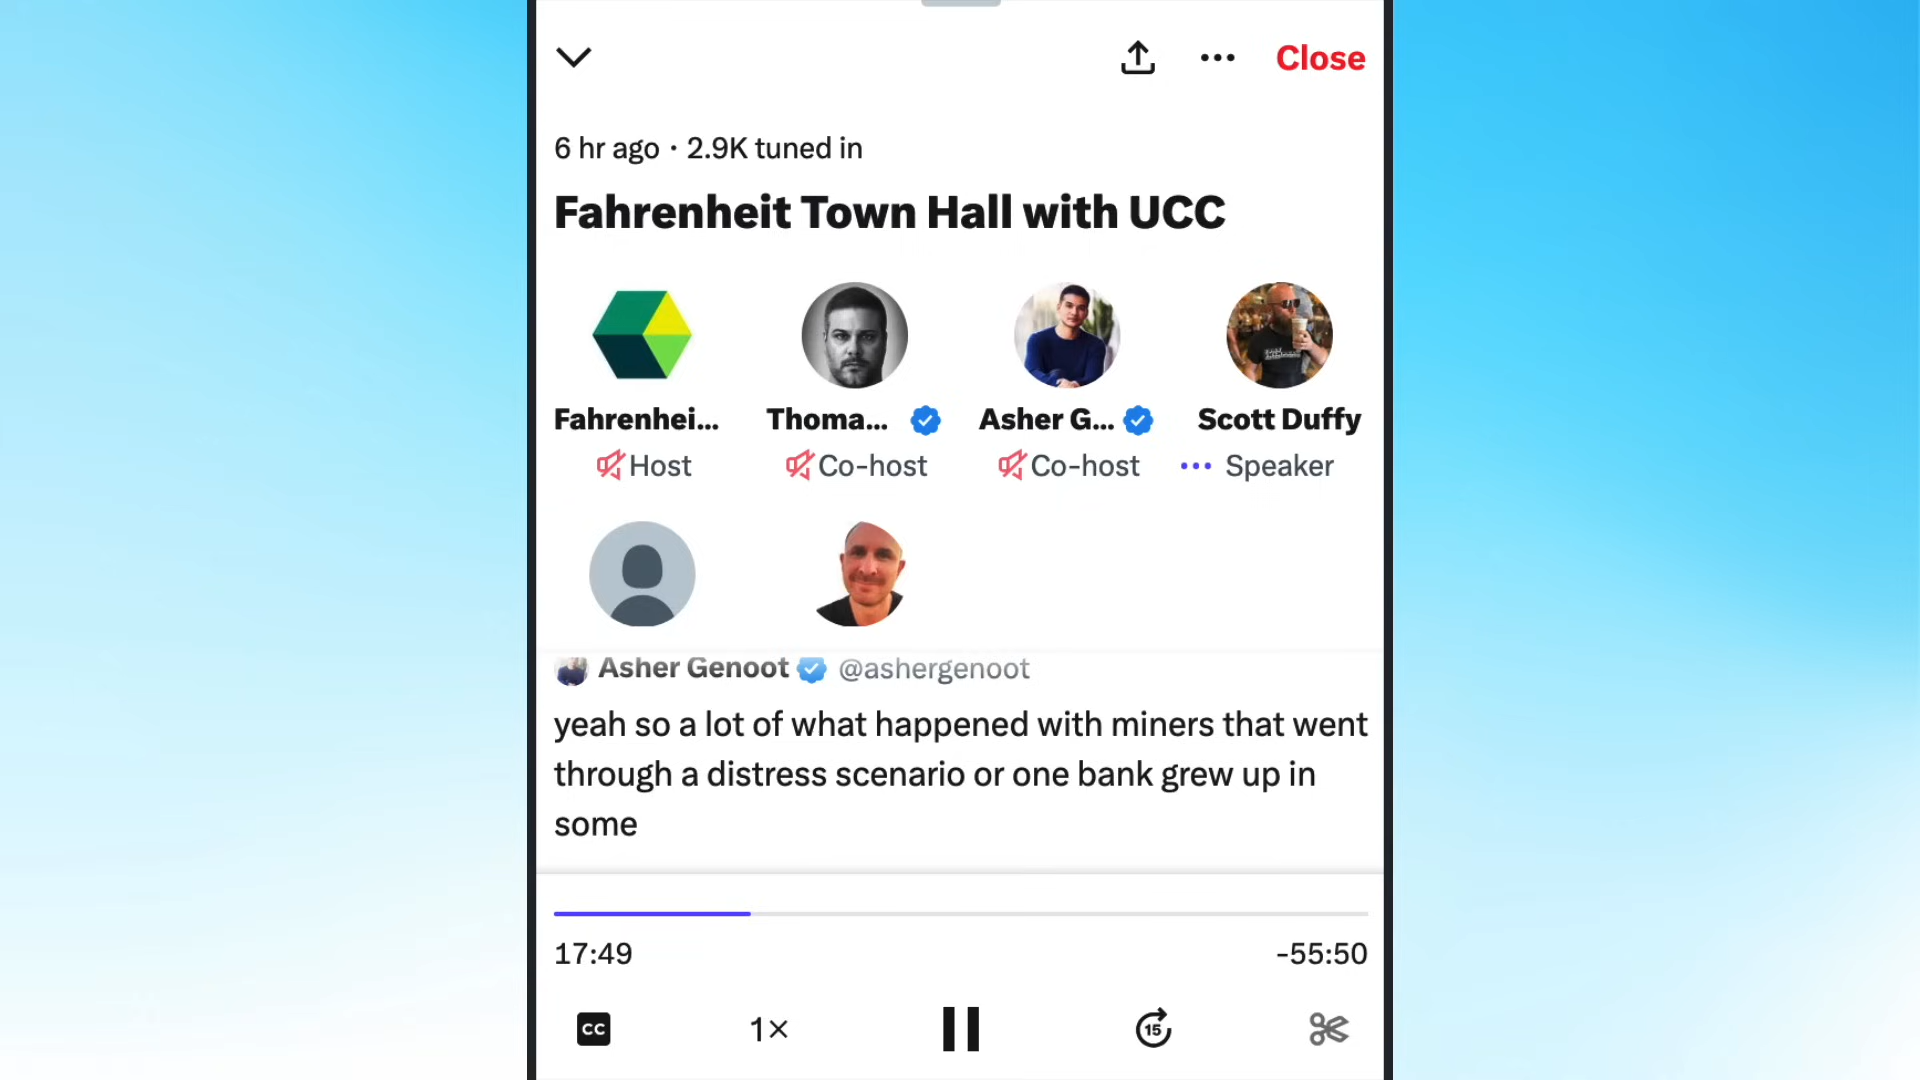 Close
6 hr ago · 2.9K tuned in
Fahrenheit Town Hall with UCC
Fahrenhei... Thoma... Asher G... Scott Duffy
Host Co-host Co-host Speaker
Asher Genoot @ashergenoot
yeah so a lot of what happened with miners that went
through a distress scenario or one bank grew up in
some
17:49 -55:50
CC 1× 15